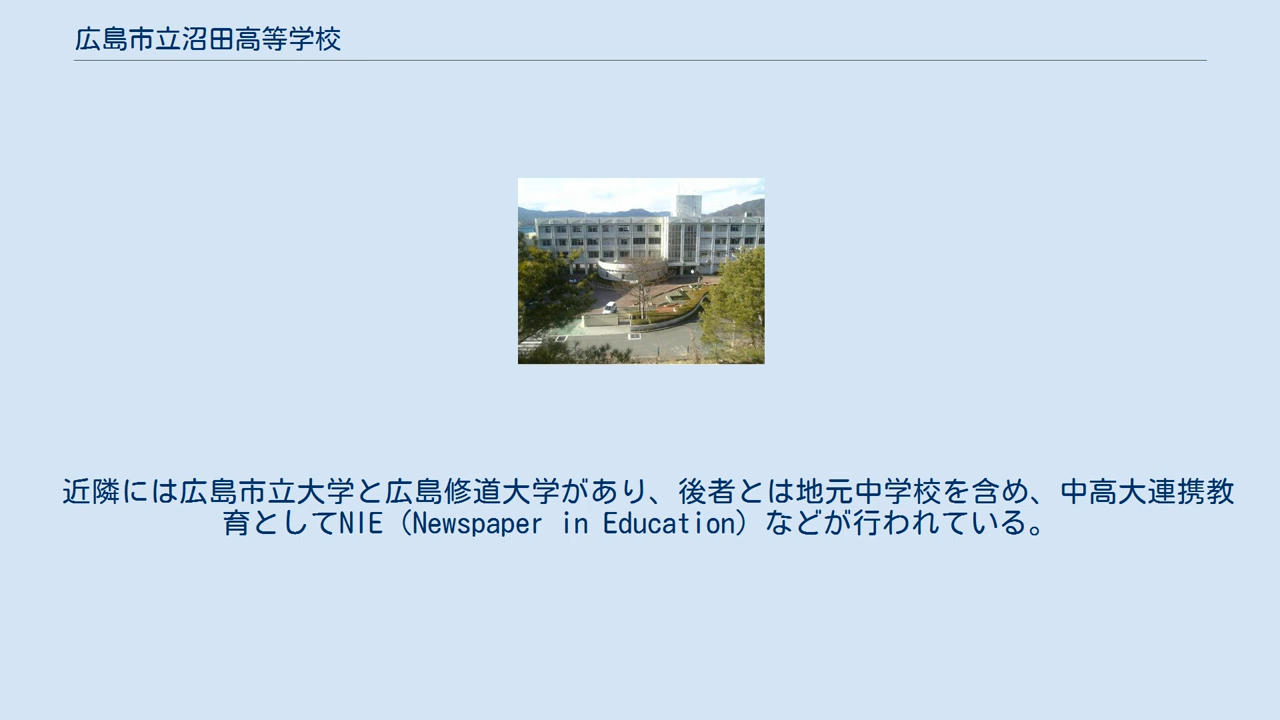 広島市立沼田高等学校
近隣には広島市立大学と広島修道大学があり、後者とは地元中学校を含め、中高大連携教
育としてNIE（Newspaper in Education）などが行われている。